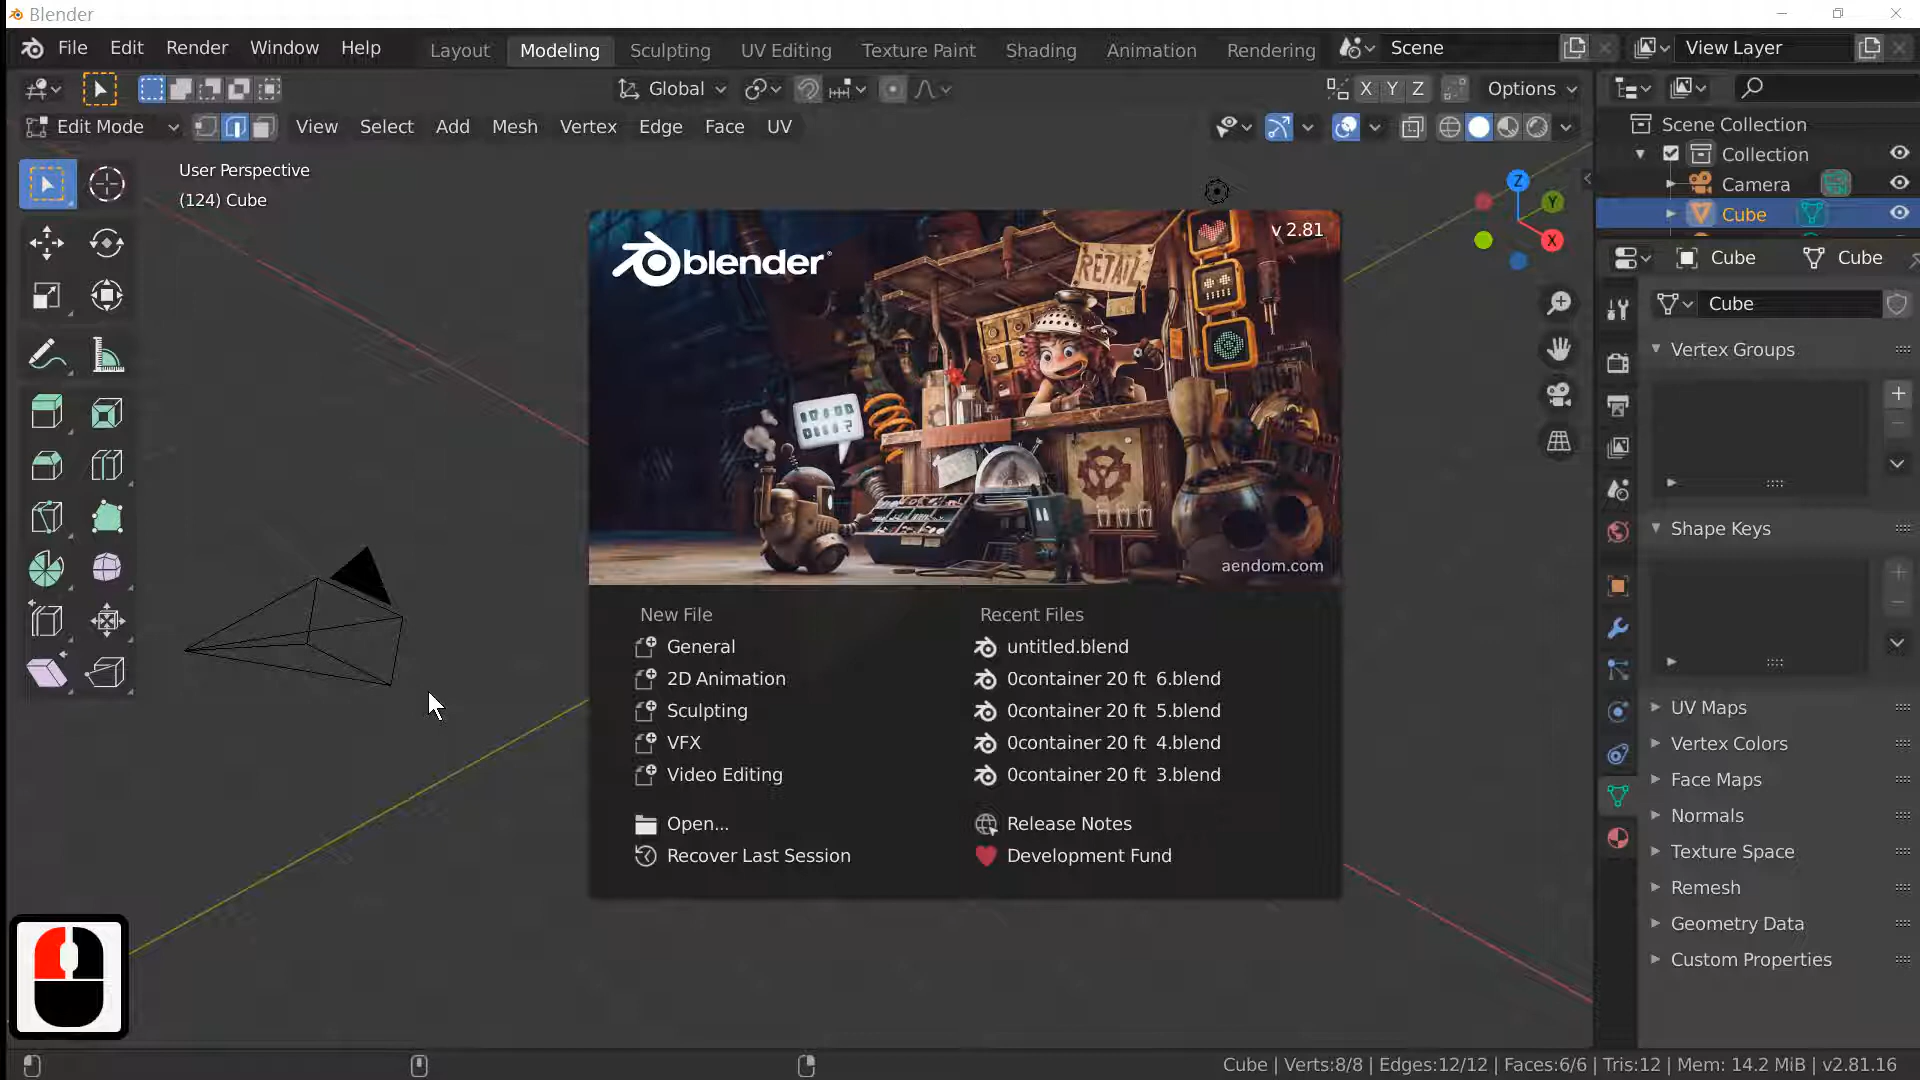 Blender
File Edit Render Window Help Layout Modeling Sculpting UV Editing Texture Paint Shading Animation Rendering Scene View Layer
Global X Y Z Options
Edit Mode View Select Add Mesh Vertex Edge Face UV
User Perspective
(124) Cube
Scene Collection
Collection
Camera
Cube
Z
Y
X
Cube Cube
Cube
Vertex Groups
Shape Keys
UV Maps
Vertex Colors
Face Maps
Normals
Texture Space
Remesh
Geometry Data
Custom Properties
blender
v 2.81
RETAIL
aendom.com
New File
General
2D Animation
Sculpting
VFX
Video Editing
Open...
Recover Last Session
Recent Files
untitled.blend
0container 20 ft 6.blend
0container 20 ft 5.blend
0container 20 ft 4.blend
0container 20 ft 3.blend
Release Notes
Development Fund
Cube | Verts:8/8 | Edges:12/12 | Faces:6/6 | Tris:12 | Mem: 14.2 MiB | v2.81.16